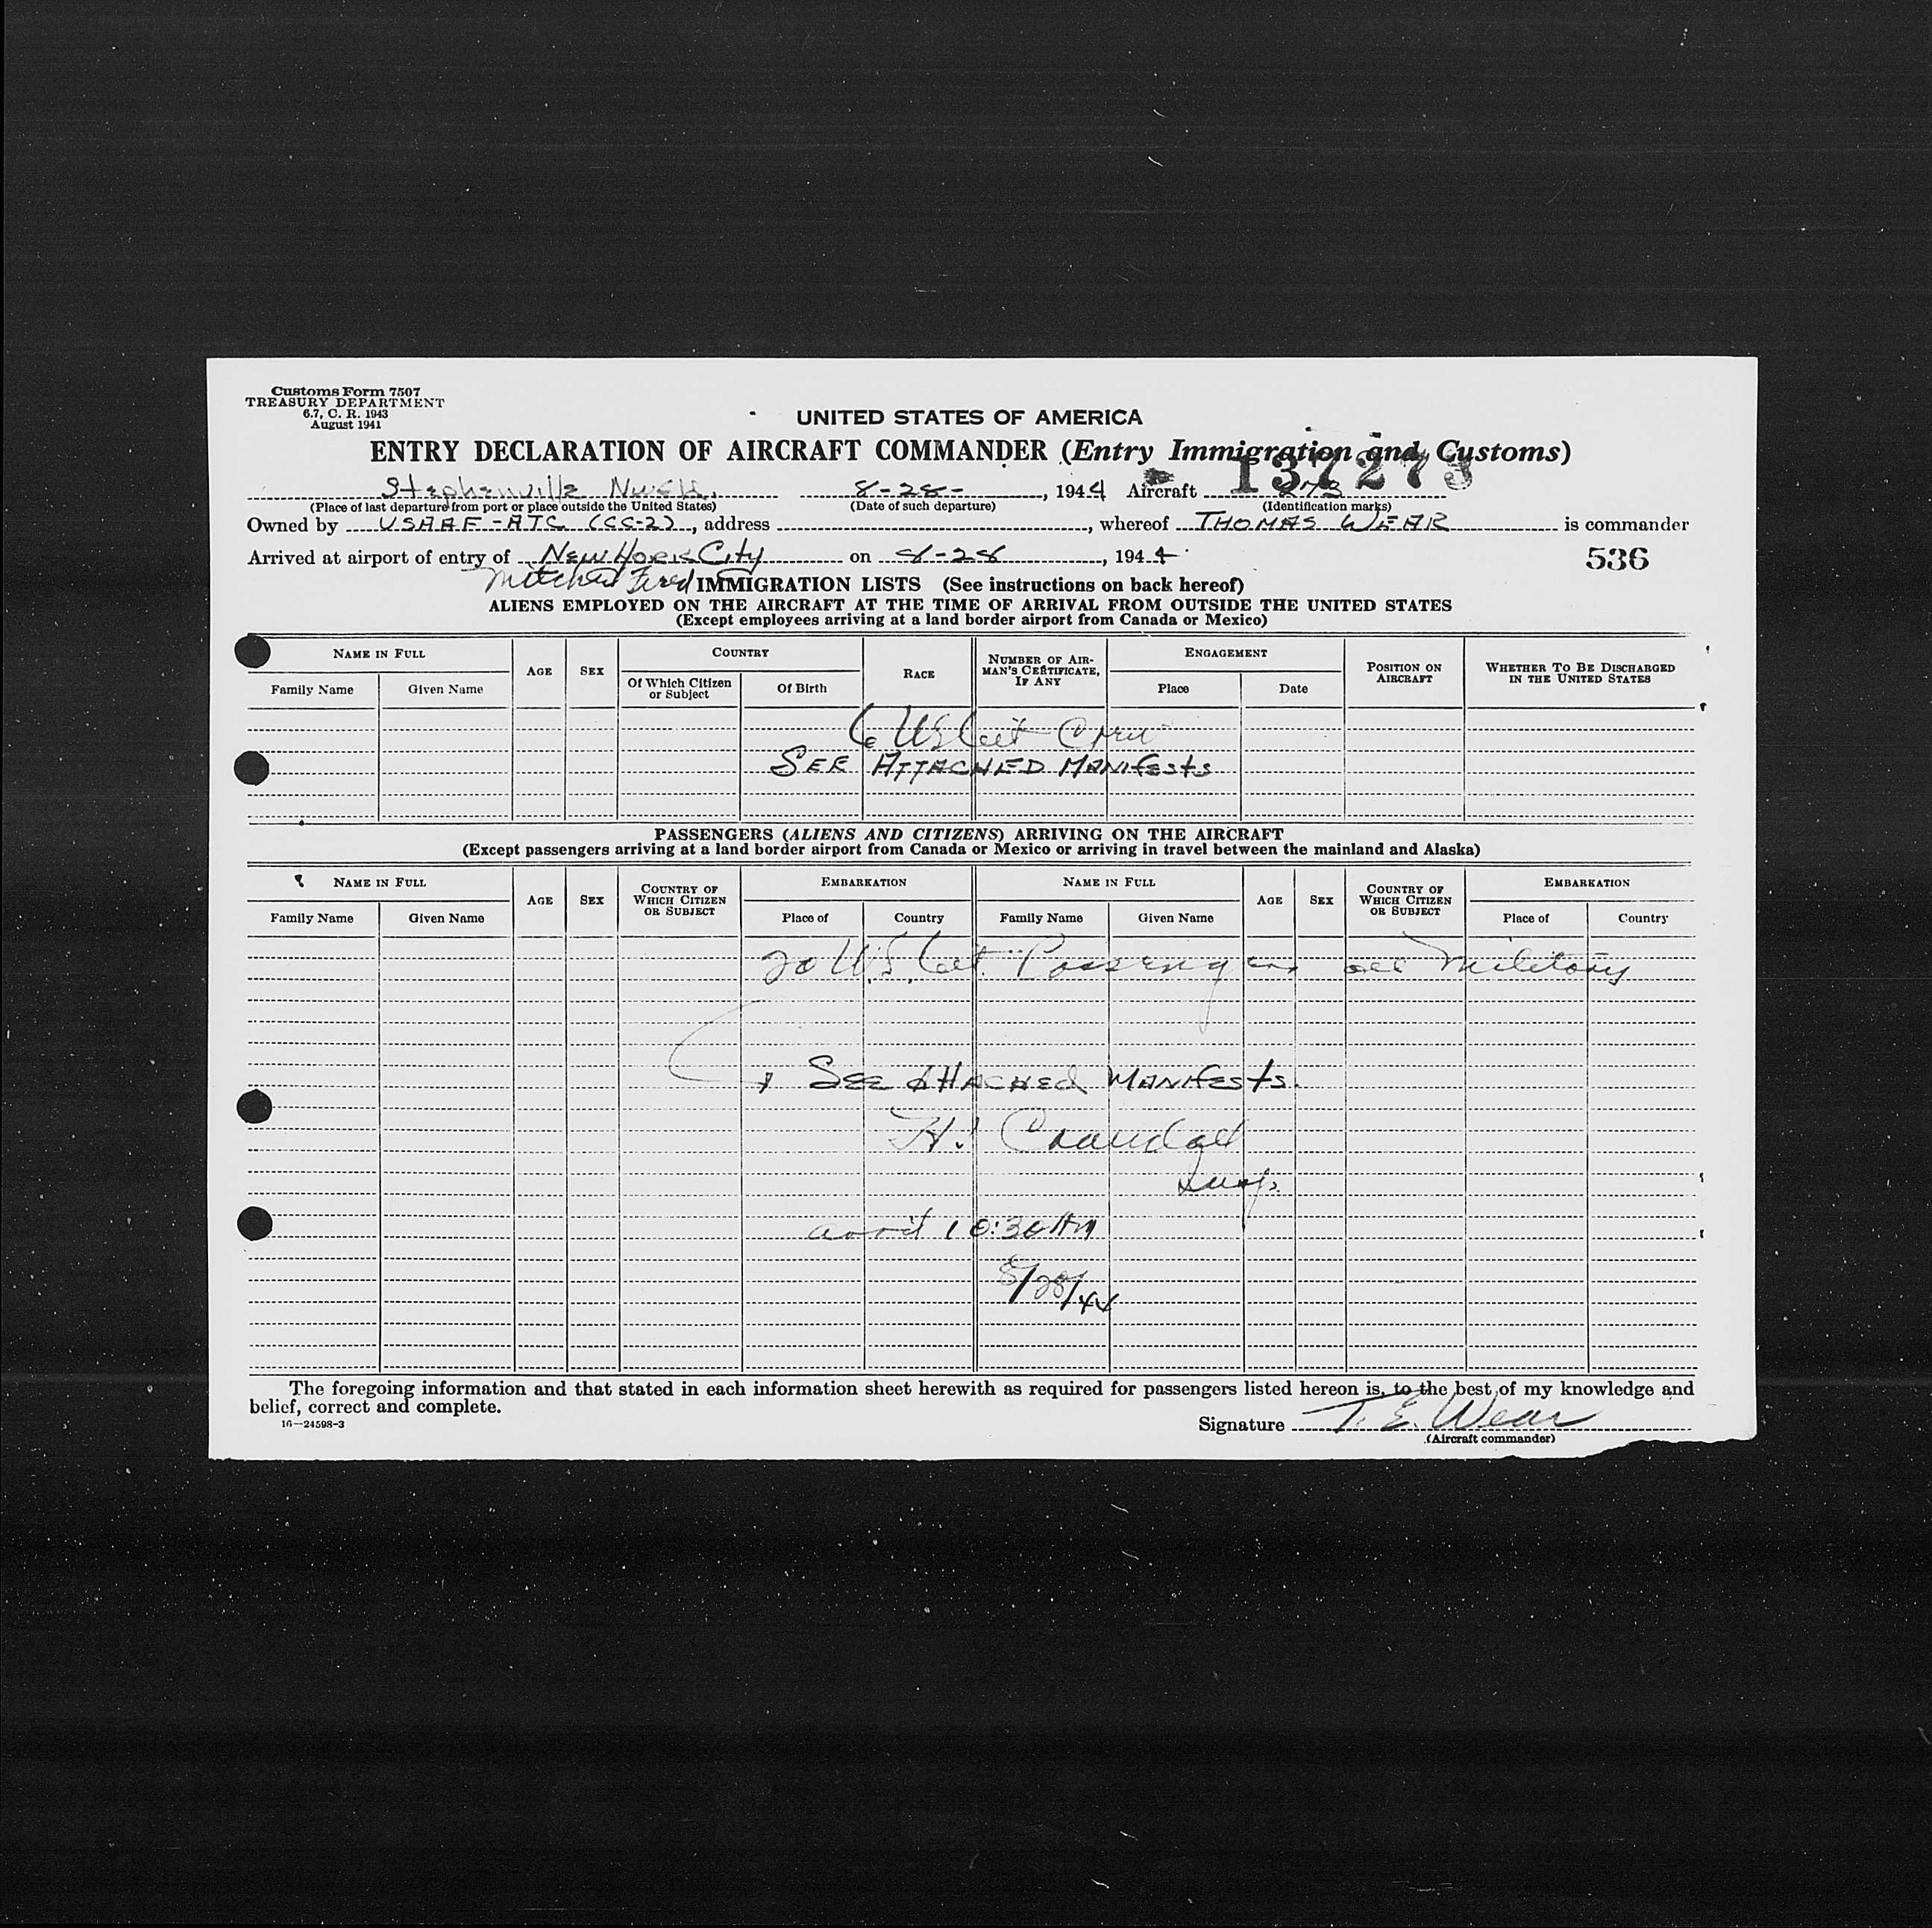 Customs Form 7507
TREASURY DEPARTMENT
6.7, C. R. 1943
August 1941
UNITED STATES OF AMERICA
ENTRY DECLARATION OF AIRCRAFT COMMANDER (Entry Immigration and Customs)
137273
Stephenville 8-28- , 1944 Aircraft 273
(Place of last departure from port or place outside the United States) (Date of such departure) (Identification marks)
Owned by USAAF-ATC (CC-2) , address , whereof THOMAS WEAR is commander
Arrived at airport of entry of New York City on 8-28 , 1944
536
Mitchell Field IMMIGRATION LISTS (See instructions on back hereof)
ALIENS EMPLOYED ON THE AIRCRAFT AT THE TIME OF ARRIVAL FROM OUTSIDE THE UNITED STATES
(Except employees arriving at a land border airport from Canada or Mexico)
NAME IN FULL AGE SEX COUNTRY RACE NUMBER OF AIRMAN'S CERTIFICATE, IF ANY ENGAGEMENT POSITION ON AIRCRAFT WHETHER TO BE DISCHARGED IN THE UNITED STATES
Family Name Given Name Of Which Citizen or Subject Of Birth Place Date
6 US Cit Crew
SEE ATTACHED MANIFESTS
PASSENGERS (ALIENS AND CITIZENS) ARRIVING ON THE AIRCRAFT
(Except passengers arriving at a land border airport from Canada or Mexico or arriving in travel between the mainland and Alaska)
NAME IN FULL AGE SEX COUNTRY OF WHICH CITIZEN OR SUBJECT EMBARKATION NAME IN FULL AGE SEX COUNTRY OF WHICH CITIZEN OR SUBJECT EMBARKATION
Family Name Given Name Place of Country Family Name Given Name Place of Country
20 U.S. Cit. Passengers all Military
SEE AttACHED MANIFESTS.
H. J. Crandall
Insp.
arrd 10:30 AM
8/28/44
The foregoing information and that stated in each information sheet herewith as required for passengers listed hereon is, to the best of my knowledge and
belief, correct and complete.
16—24598-3
Signature T. E. Wear
(Aircraft commander)